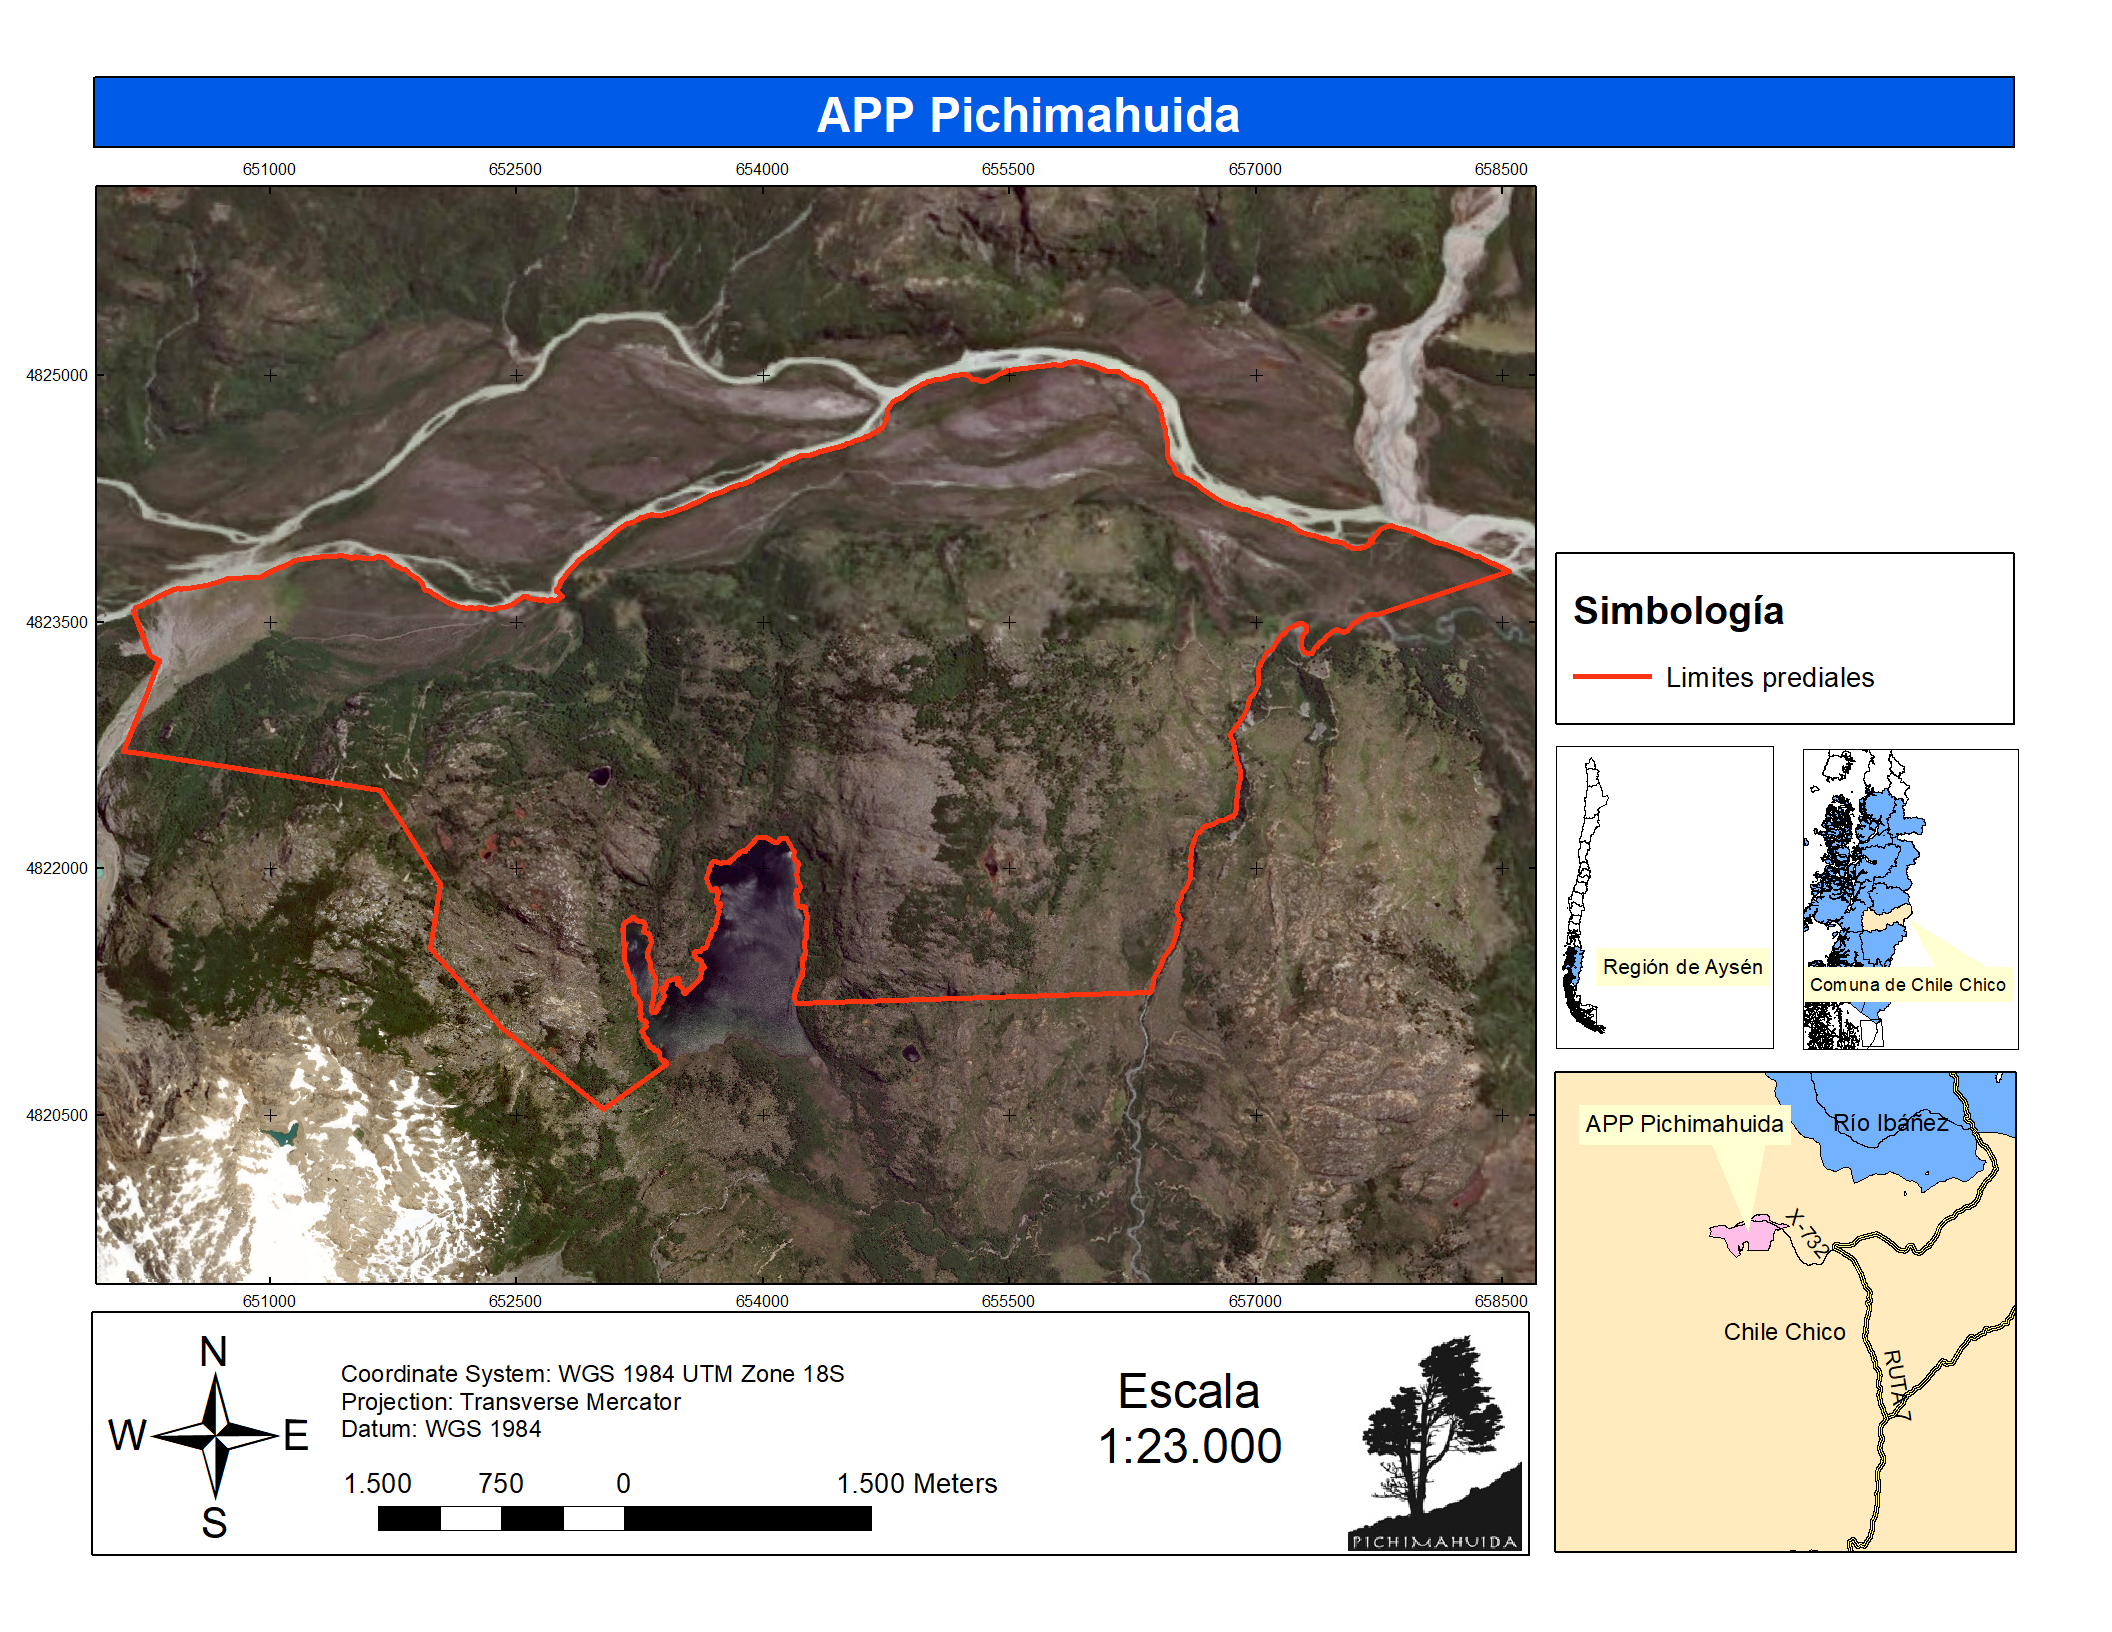 APP Pichimahuida
651000 652500 654000 655500 657000 658500
4825000
4823500
4822000
4820500
651000 652500 654000 655500 657000 658500
Simbología
Limites prediales
Región de Aysén
Comuna de Chile Chico
APP Pichimahuida
Río Ibáñez
X-732
Chile Chico
RUTA 7
N
W E
S
Coordinate System: WGS 1984 UTM Zone 18S
Projection: Transverse Mercator
Datum: WGS 1984
1.500 750 0 1.500 Meters
Escala
1:23.000
PICHIMAHUIDA